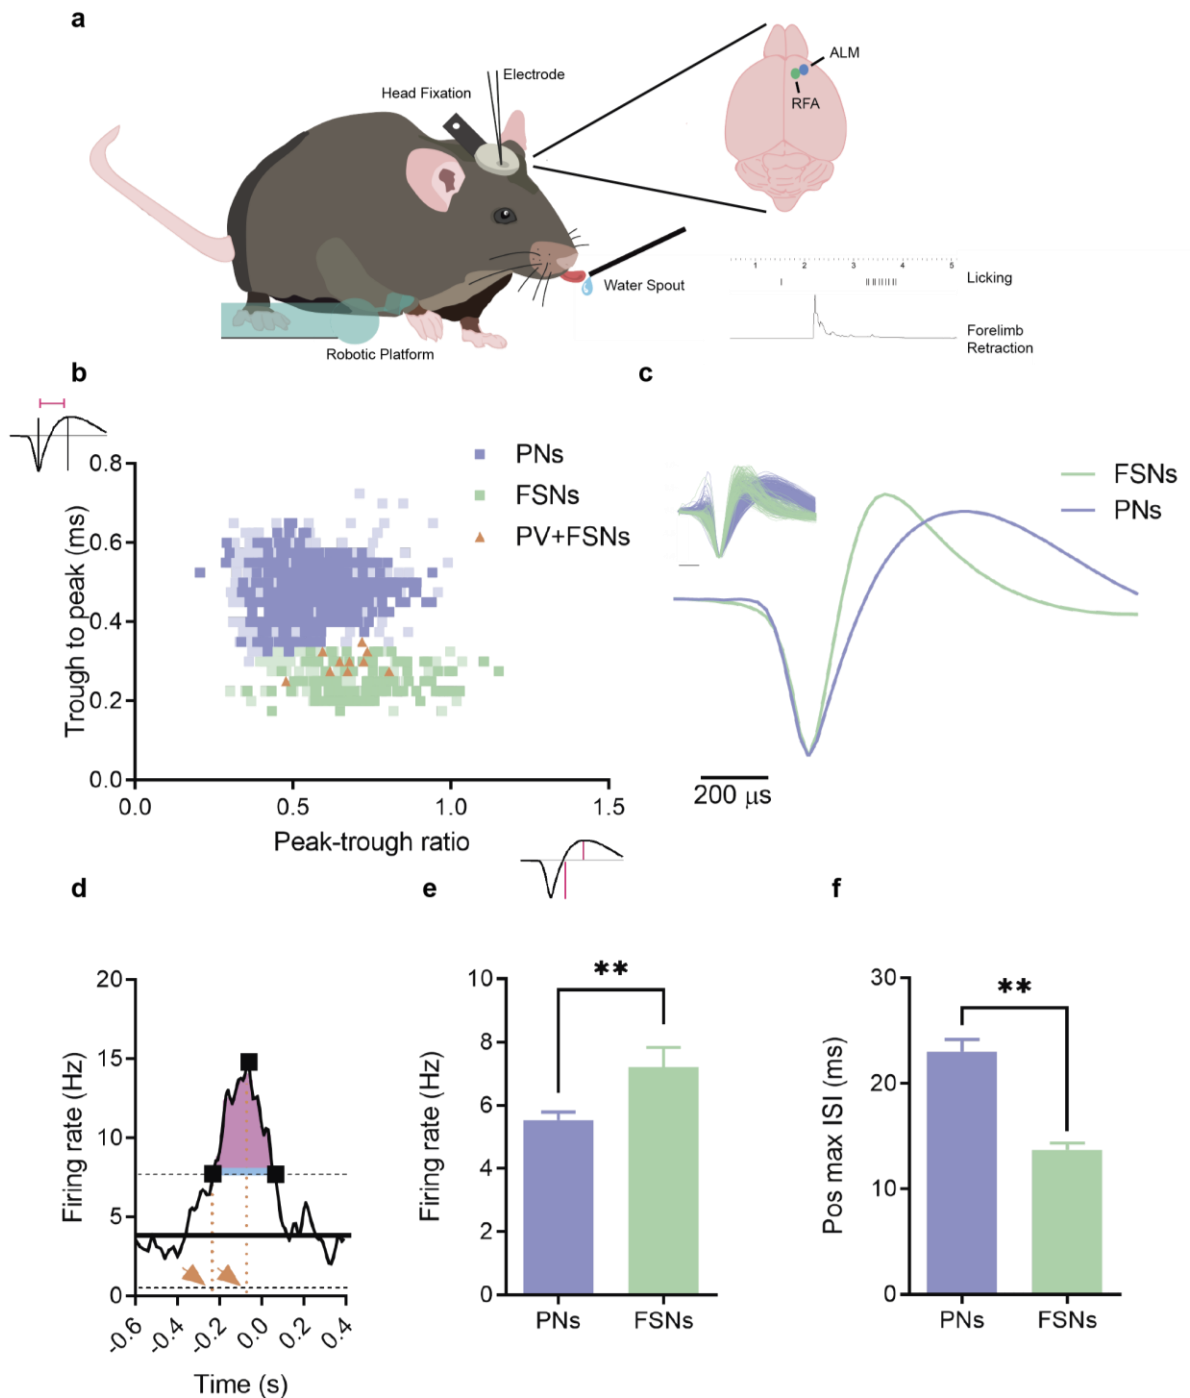 a
Electrode
Head Fixation
ALM
RFA
Water Spout
Robotic Platform
1 2 3 4 5
Licking
Forelimb
Retraction
b
Trough to peak (ms)
0.8
0.6
0.4
0.2
0.0
0.0 0.5 1.0 1.5
Peak-trough ratio
PNs
FSNs
PV+FSNs
c
FSNs
PNs
200 μs
d
Firing rate (Hz)
20
15
10
5
0
-0.6 -0.4 -0.2 0.0 0.2 0.4
Time (s)
e
Firing rate (Hz)
10
8
6
4
2
0
**
PNs FSNs
f
Pos max ISI (ms)
30
20
10
0
**
PNs FSNs